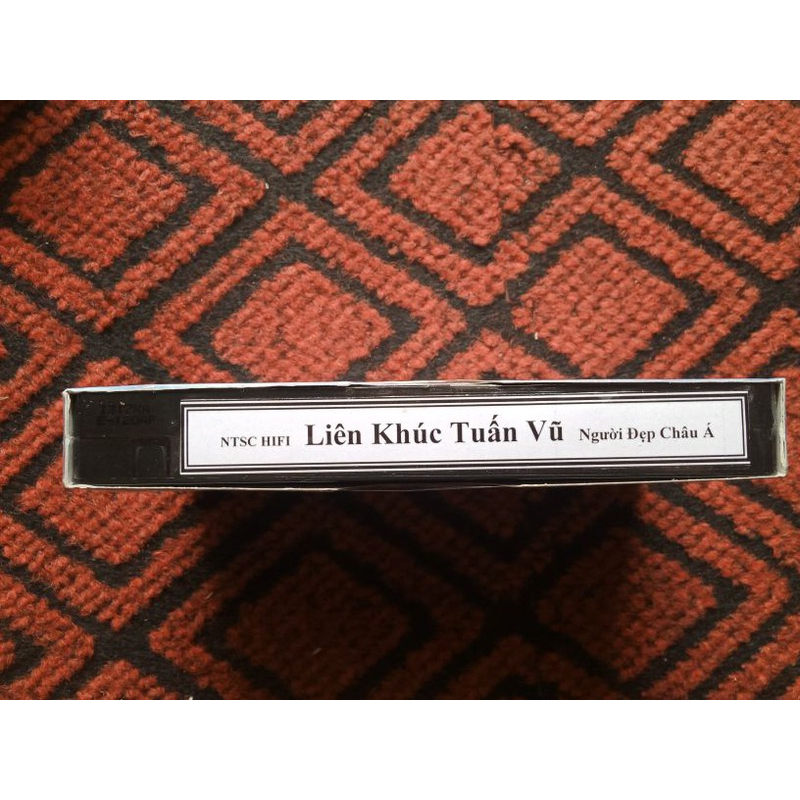 NTSC HIFI Liên Khúc Tuấn Vũ Người Đẹp Châu Á